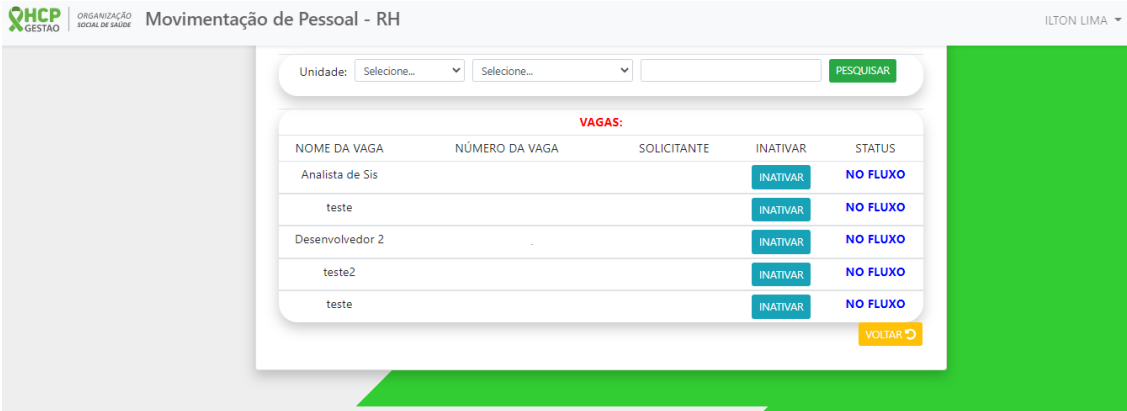 HCP GESTAO ORGANIZAÇÃO SOCIAL DE SAÚDE Movimentação de Pessoal - RH ILTON LIMA
Unidade: Selecione... Selecione... PESQUISAR
VAGAS:
NOME DA VAGA NÚMERO DA VAGA SOLICITANTE INATIVAR STATUS
Analista de Sis INATIVAR NO FLUXO
teste INATIVAR NO FLUXO
Desenvolvedor 2 INATIVAR NO FLUXO
teste2 INATIVAR NO FLUXO
teste INATIVAR NO FLUXO
VOLTAR